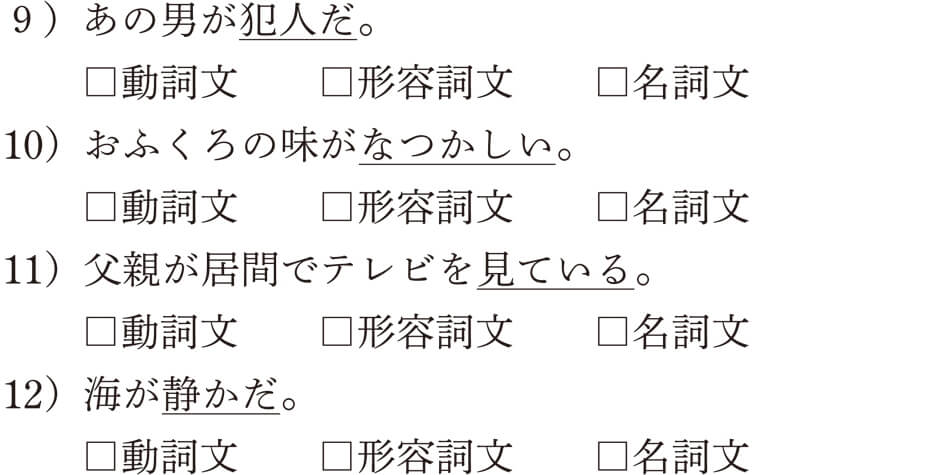 ９）あの男が犯人だ。
□動詞文　□形容詞文　□名詞文
10）おふくろの味がなつかしい。
□動詞文　□形容詞文　□名詞文
11）父親が居間でテレビを見ている。
□動詞文　□形容詞文　□名詞文
12）海が静かだ。
□動詞文　□形容詞文　□名詞文